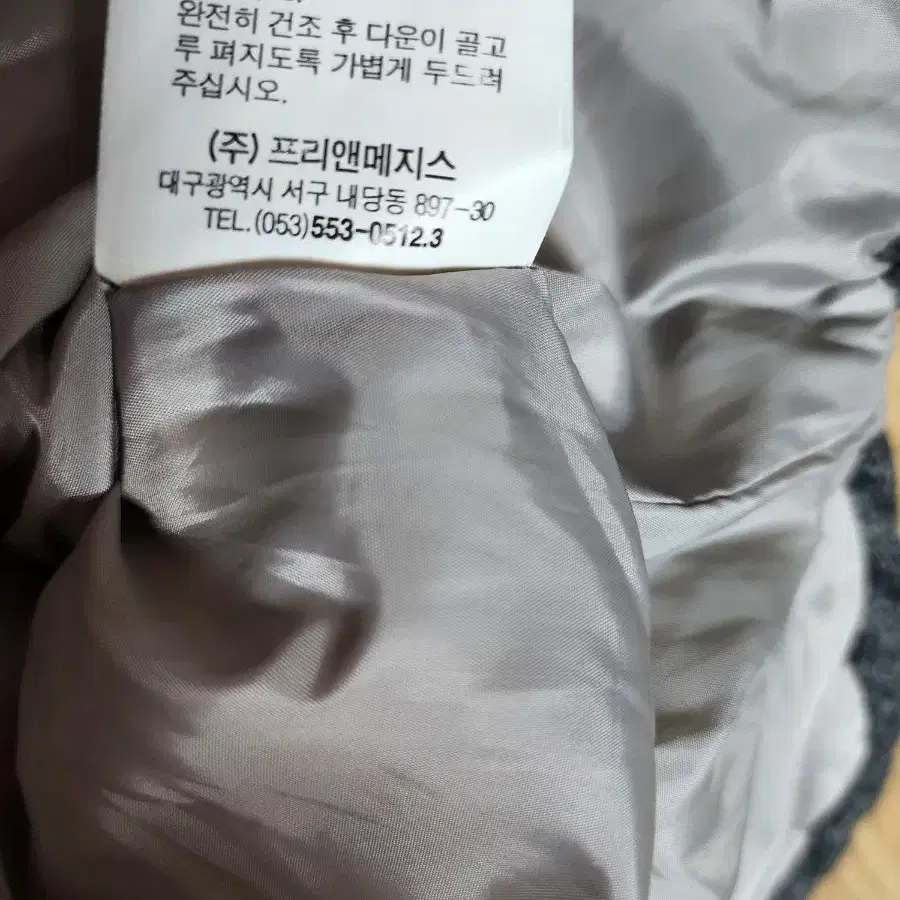 완전히 건조 후 다운이 골고
루 펴지도록 가볍게 두드려
주십시오.
(주) 프리앤메지스
대구광역시 서구 내당동 897-30
TEL.(053)553-0512.3